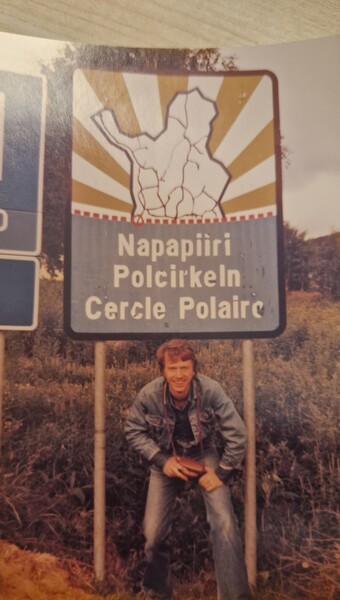 Napapiiri
Polcirkeln
Cercle Polaire
O